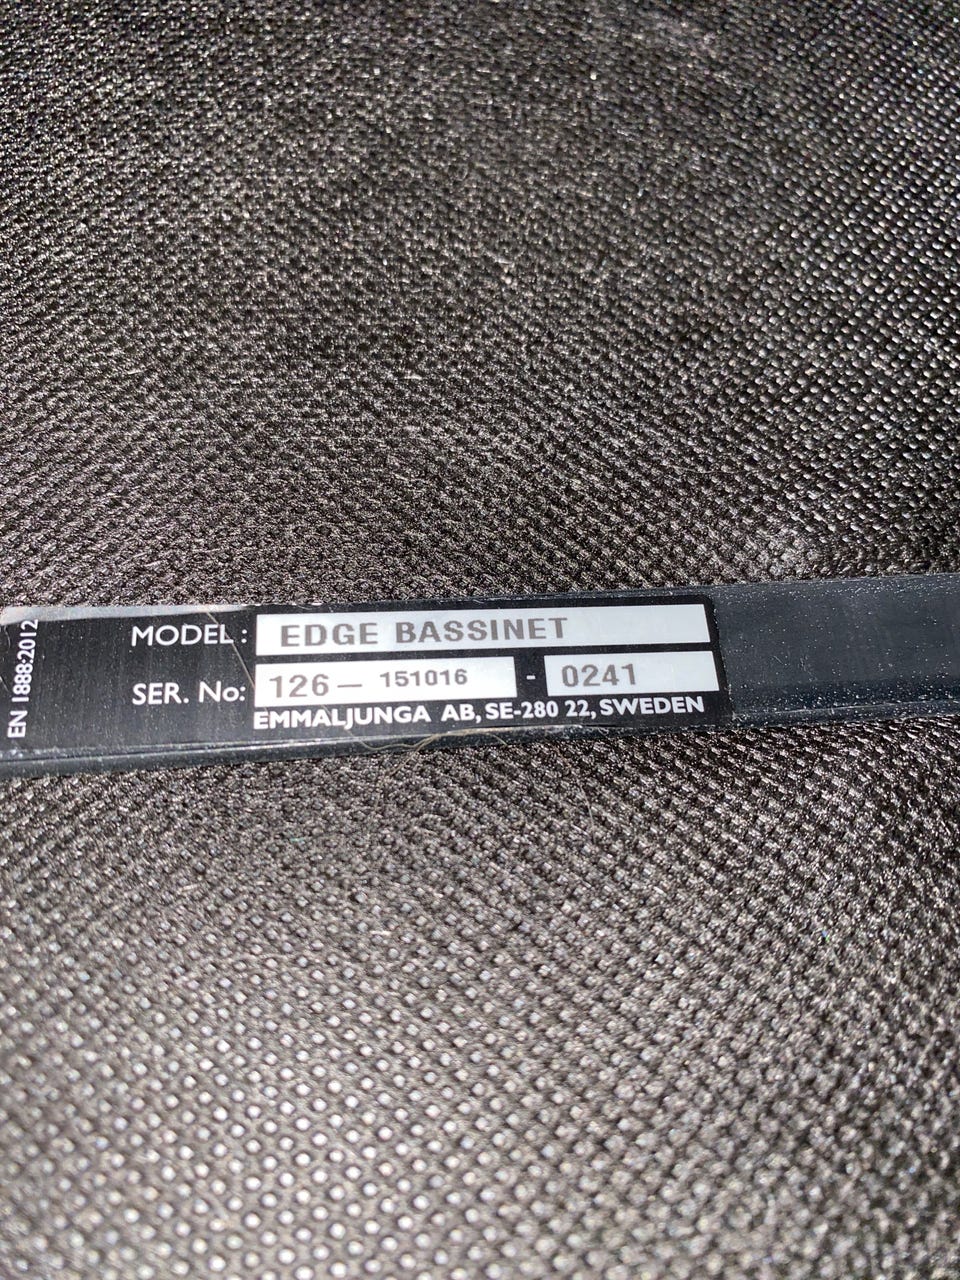 EN 1888:2012
MODEL: EDGE BASSINET
SER. No: 126— 151016 - 0241
EMMALJUNGA AB, SE-280 22, SWEDEN